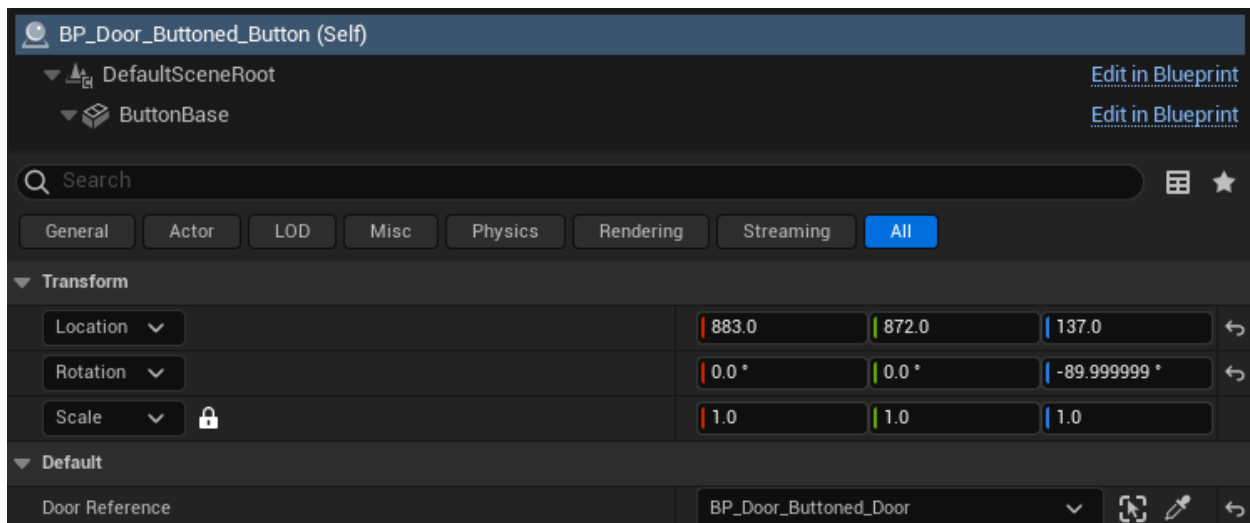 BP_Door_Buttoned_Button (Self)
DefaultSceneRoot Edit in Blueprint
ButtonBase Edit in Blueprint
Search
General Actor LOD Misc Physics Rendering Streaming All
Transform
Location 883.0 872.0 137.0
Rotation 0.0 ° 0.0 ° -89.999999 °
Scale 1.0 1.0 1.0
Default
Door Reference BP_Door_Buttoned_Door